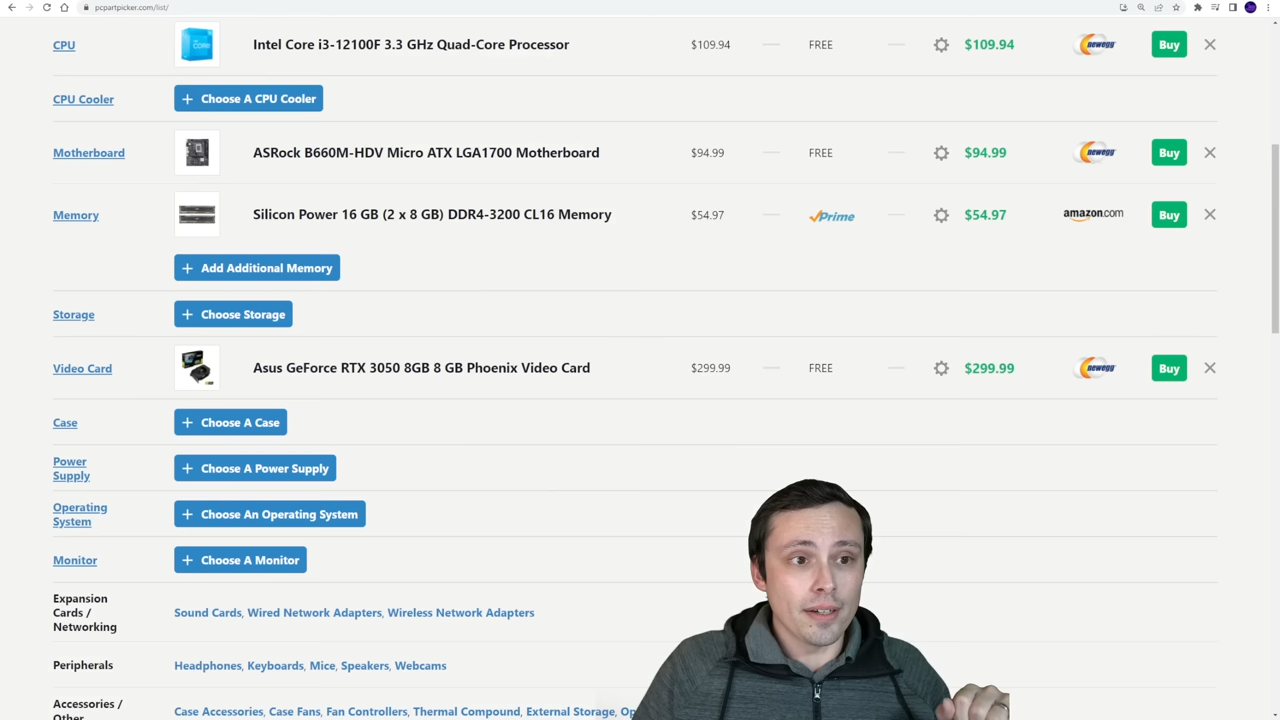 pcpartpicker.com/list/
CPU Intel Core i3-12100F 3.3 GHz Quad-Core Processor $109.94 FREE $109.94 newegg Buy
CPU Cooler + Choose A CPU Cooler
Motherboard ASRock B660M-HDV Micro ATX LGA1700 Motherboard $94.99 FREE $94.99 newegg Buy
Memory Silicon Power 16 GB (2 x 8 GB) DDR4-3200 CL16 Memory $54.97 Prime $54.97 amazon.com Buy
+ Add Additional Memory
Storage + Choose Storage
Video Card Asus GeForce RTX 3050 8GB 8 GB Phoenix Video Card $299.99 FREE $299.99 newegg Buy
Case + Choose A Case
Power
Supply + Choose A Power Supply
Operating
System + Choose An Operating System
Monitor + Choose A Monitor
Expansion
Cards / Sound Cards, Wired Network Adapters, Wireless Network Adapters
Networking
Peripherals Headphones, Keyboards, Mice, Speakers, Webcams
Accessories / Case Accessories, Case Fans, Fan Controllers, Thermal Compound, External Storage, Op
Other